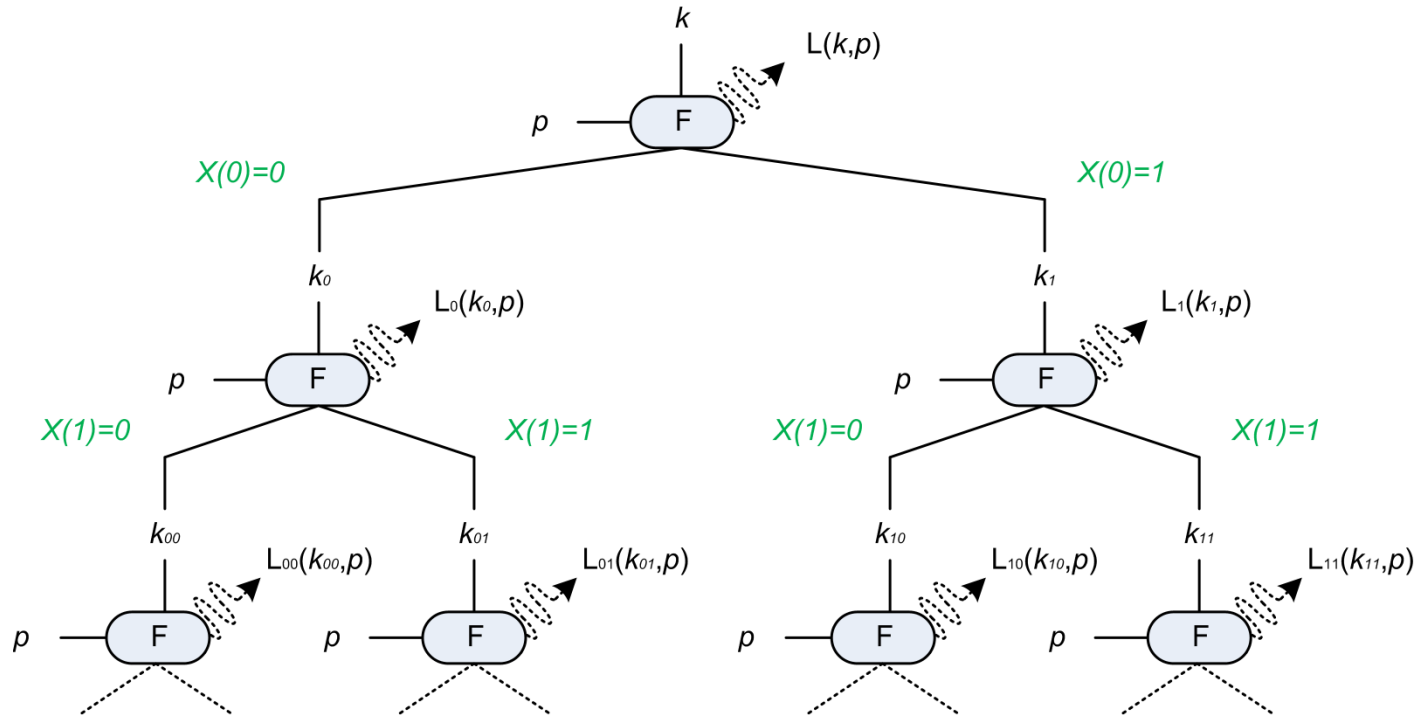 k
L(k,p)
p
F
X(0)=0
X(0)=1
k0
k1
L0(k0,p)
L1(k1,p)
p
F
p
F
X(1)=0
X(1)=1
X(1)=0
X(1)=1
k00
k01
k10
k11
L00(k00,p)
L01(k01,p)
L10(k10,p)
L11(k11,p)
p
F
p
F
p
F
p
F